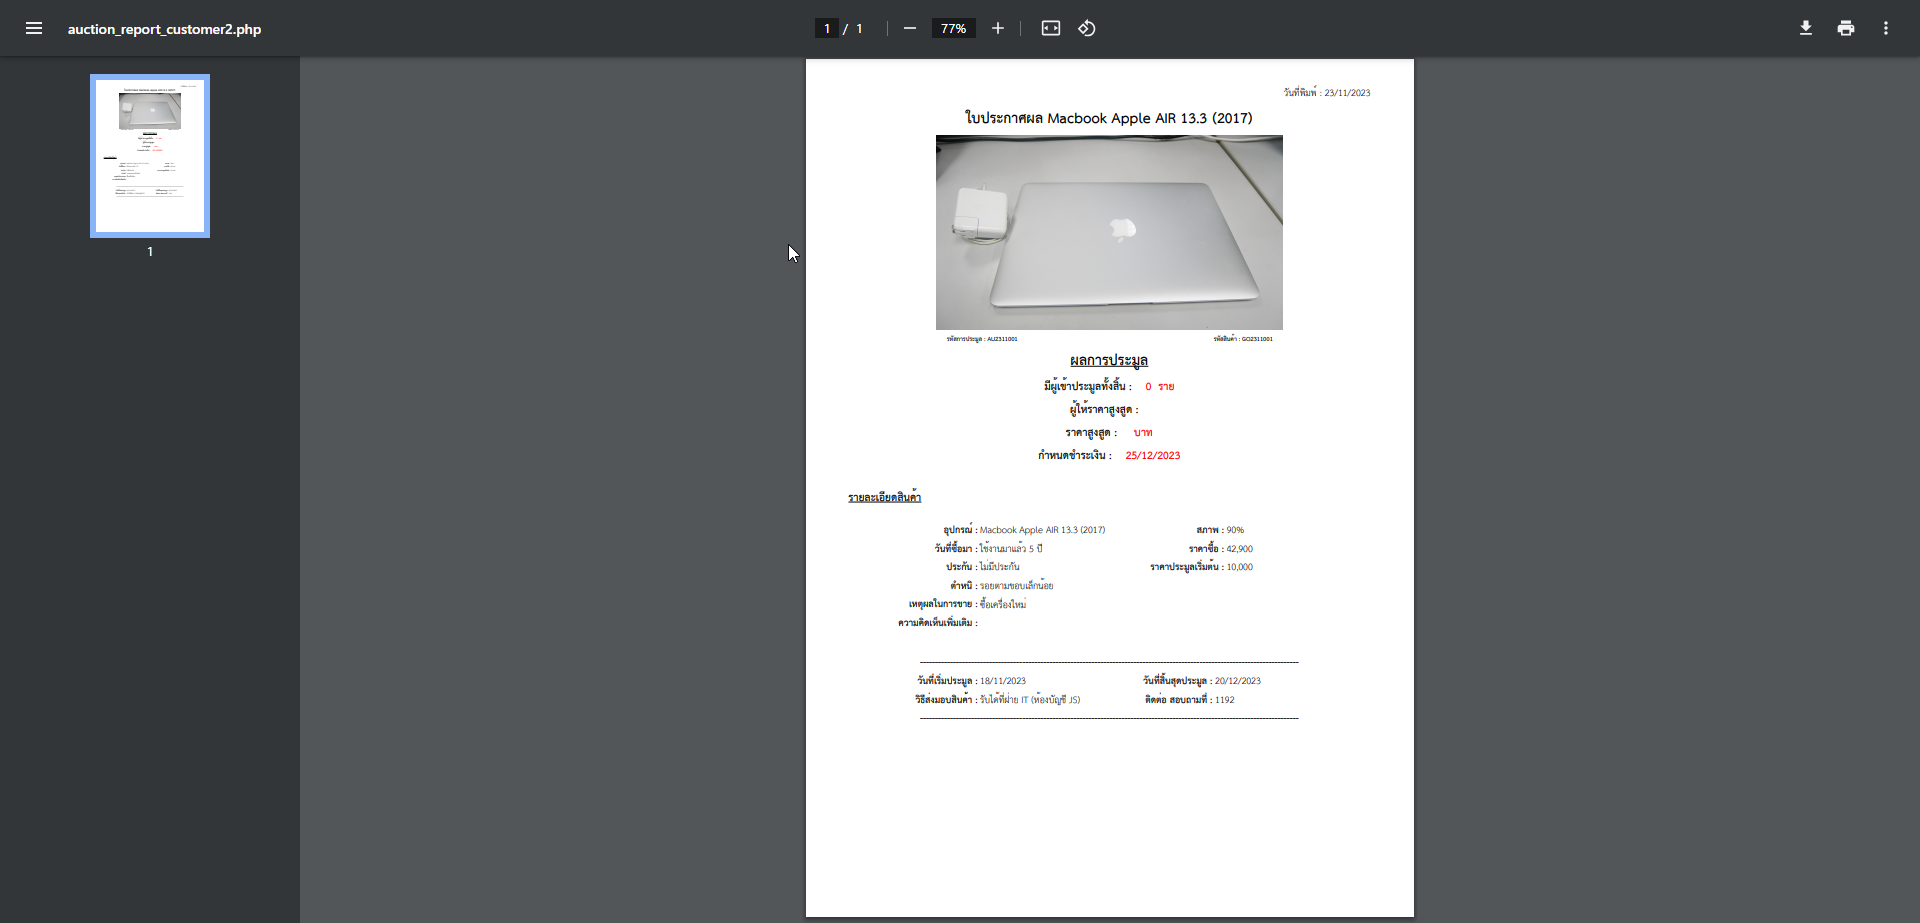 auction_report_customer2.php
1 / 1
77%
1
วันที่พิมพ์ : 23/11/2023
ใบประกาศผล Macbook Apple AIR 13.3 (2017)
รหัสการประมูล : AU2311001 รหัสสินค้า : GO2311001
ผลการประมูล
มีผู้เข้าประมูลทั้งสิ้น : 0 ราย
ผู้ให้ราคาสูงสูด :
ราคาสูงสูด : บาท
กำหนดชำระเงิน : 25/12/2023
รายละเอียดสินค้า
อุปกรณ์ : Macbook Apple AIR 13.3 (2017) สภาพ : 90%
วันที่ซื้อมา : ใช้งานมาแล้ว 5 ปี ราคาซื้อ : 42,900
ประกัน : ไม่มีประกัน ราคาประมูลเริ่มต้น : 10,000
ตำหนิ : รอยตามขอบเล็กน้อย
เหตุผลในการขาย : ซื้อเครื่องใหม่
ความคิดเห็นเพิ่มเติม :
วันที่เริ่มประมูล : 18/11/2023 วันที่สิ้นสุดประมูล : 20/12/2023
วิธีส่งมอบสินค้า : รับได้ที่ฝ่าย IT (ห้องบัญชี JS) ติดต่อ สอบถามที่ : 1192